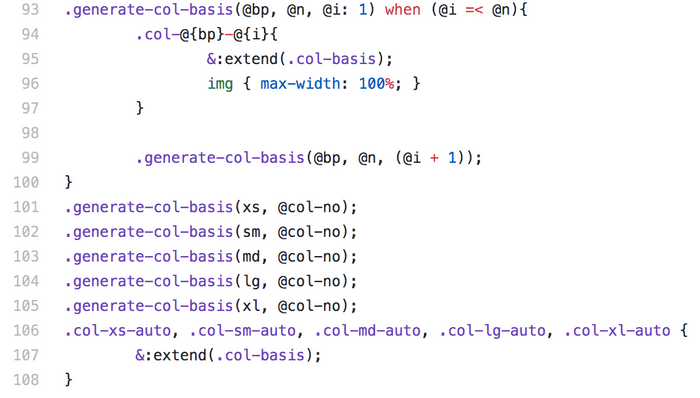 93 .generate-col-basis(@bp, @n, @i: 1) when (@i =< @n){
94 .col-@{bp}-@{i}{
95 &:extend(.col-basis);
96 img { max-width: 100%; }
97 }
98
99 .generate-col-basis(@bp, @n, (@i + 1));
100 }
101 .generate-col-basis(xs, @col-no);
102 .generate-col-basis(sm, @col-no);
103 .generate-col-basis(md, @col-no);
104 .generate-col-basis(lg, @col-no);
105 .generate-col-basis(xl, @col-no);
106 .col-xs-auto, .col-sm-auto, .col-md-auto, .col-lg-auto, .col-xl-auto {
107 &:extend(.col-basis);
108 }